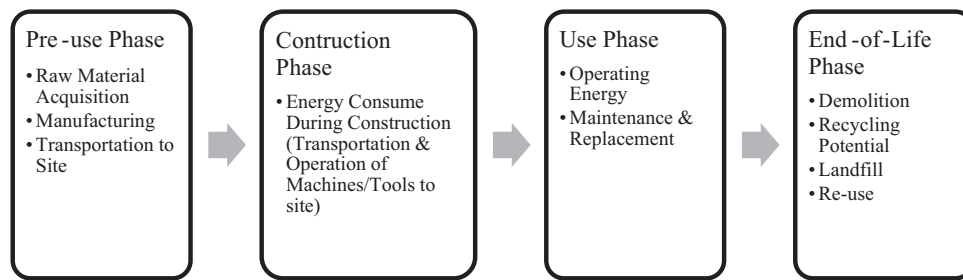 Pre-use Phase
• Raw Material
Acquisition
• Manufacturing
• Transportation to
Site
Contruction
Phase
• Energy Consume
During Construction
(Transportation &
Operation of
Machines/Tools to
site)
Use Phase
• Operating
Energy
• Maintenance &
Replacement
End-of-Life
Phase
• Demolition
• Recycling
Potential
• Landfill
• Re-use